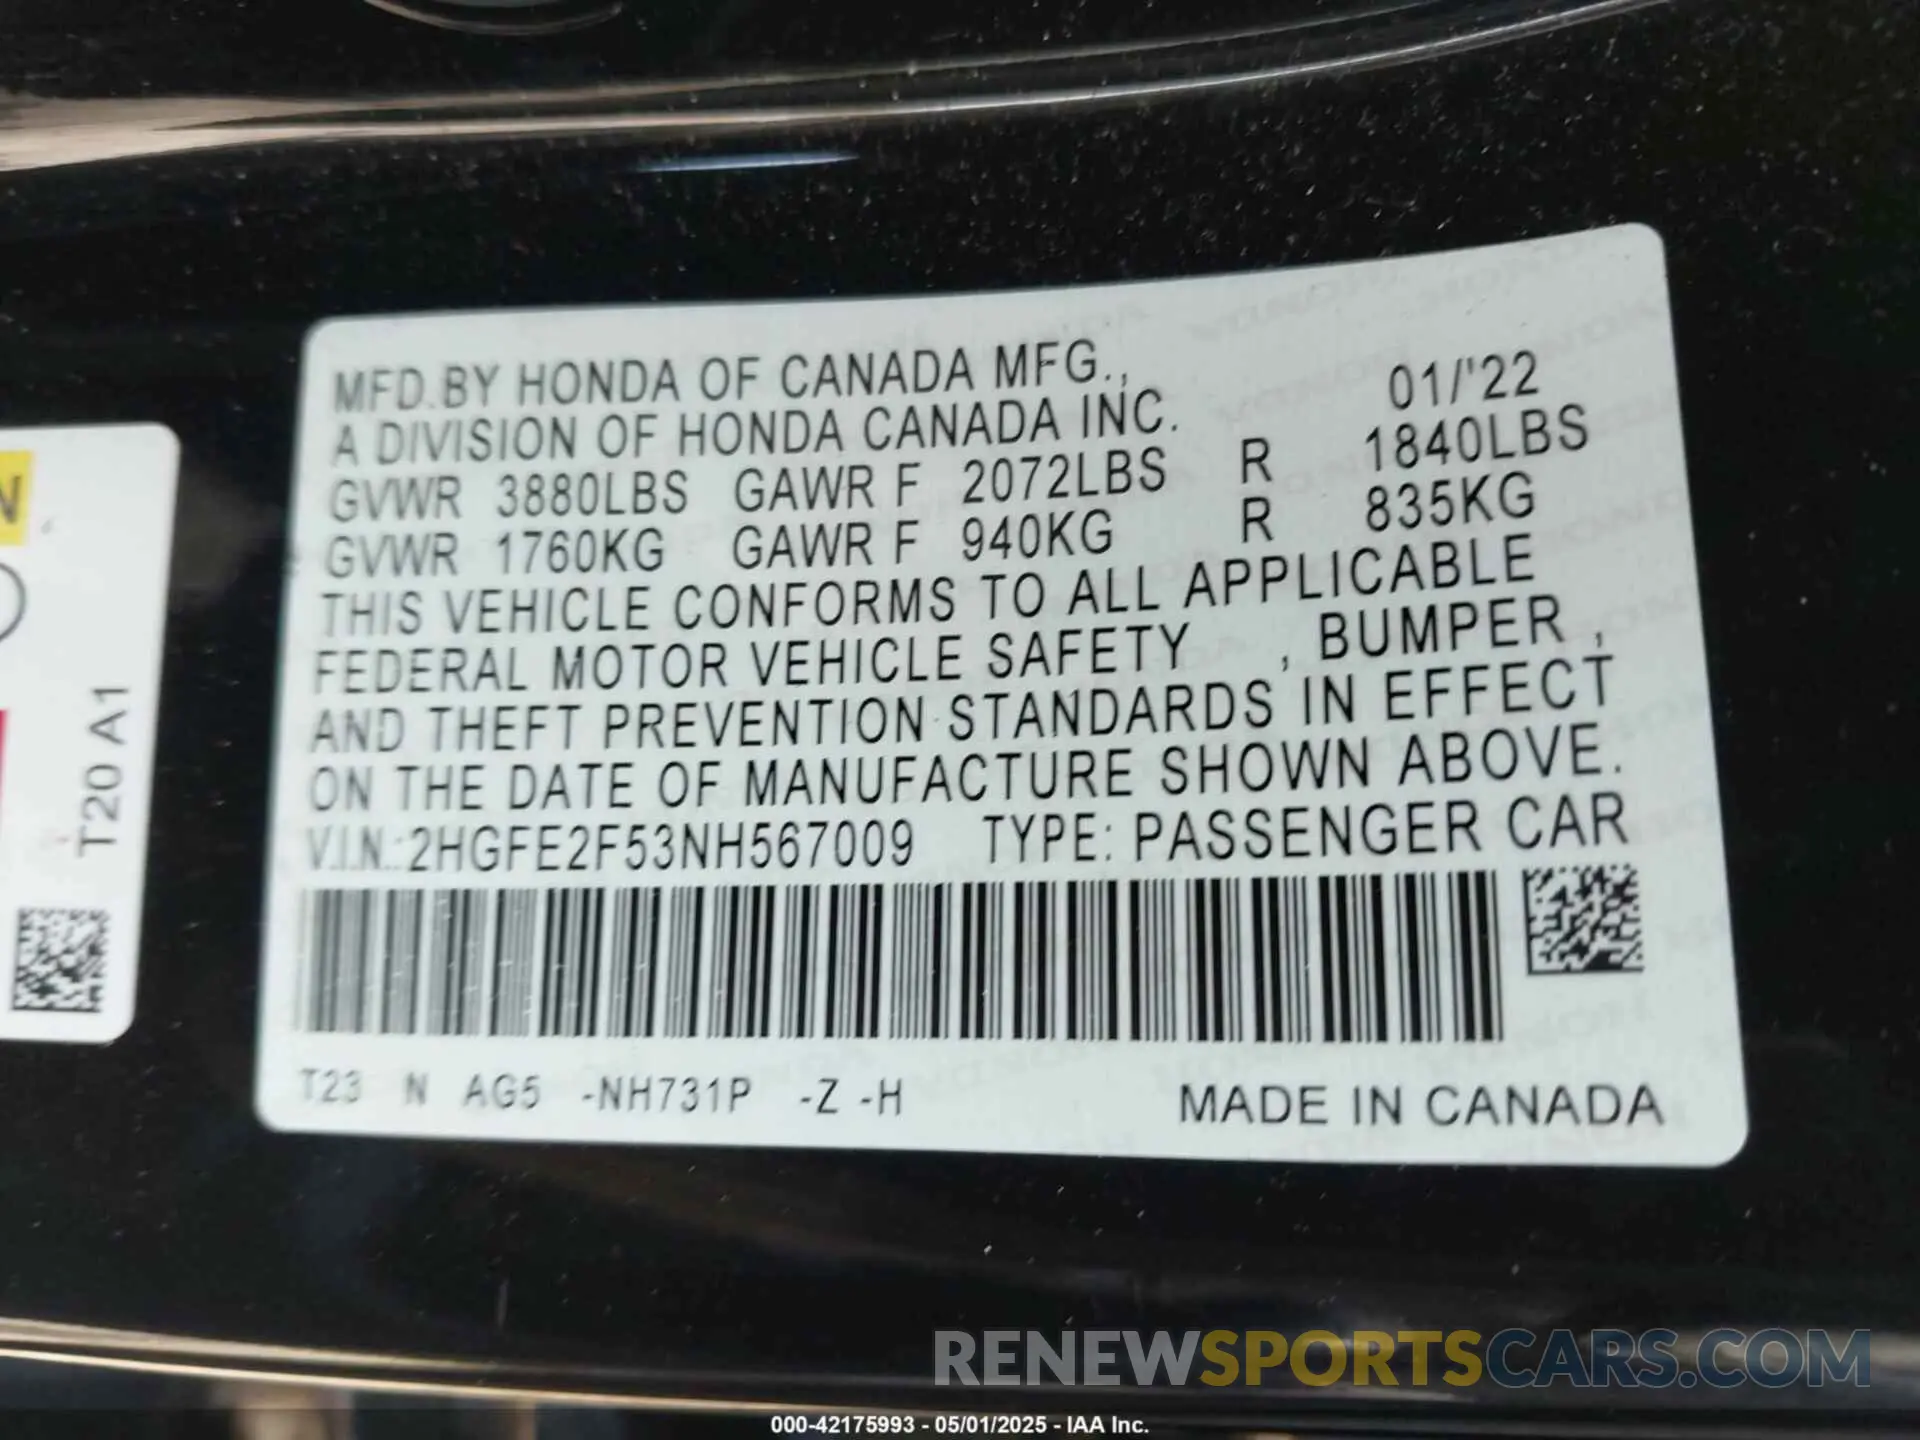 MFD. BY HONDA OF CANADA MFG., 01/'22
A DIVISION OF HONDA CANADA INC.
GVWR 3880LBS GAWR F 2072LBS R 1840LBS
GVWR 1760KG GAWR F 940KG R 835KG
THIS VEHICLE CONFORMS TO ALL APPLICABLE
FEDERAL MOTOR VEHICLE SAFETY , BUMPER ,
AND THEFT PREVENTION STANDARDS IN EFFECT
ON THE DATE OF MANUFACTURE SHOWN ABOVE.
V.I.N.: 2HGFE2F53NH567009 TYPE: PASSENGER CAR
T23 N AG5 -NH731P -Z -H MADE IN CANADA
T20 A1
RENEWSPORTSCARS.COM
000-42175993 - 05/01/2025 - IAA Inc.